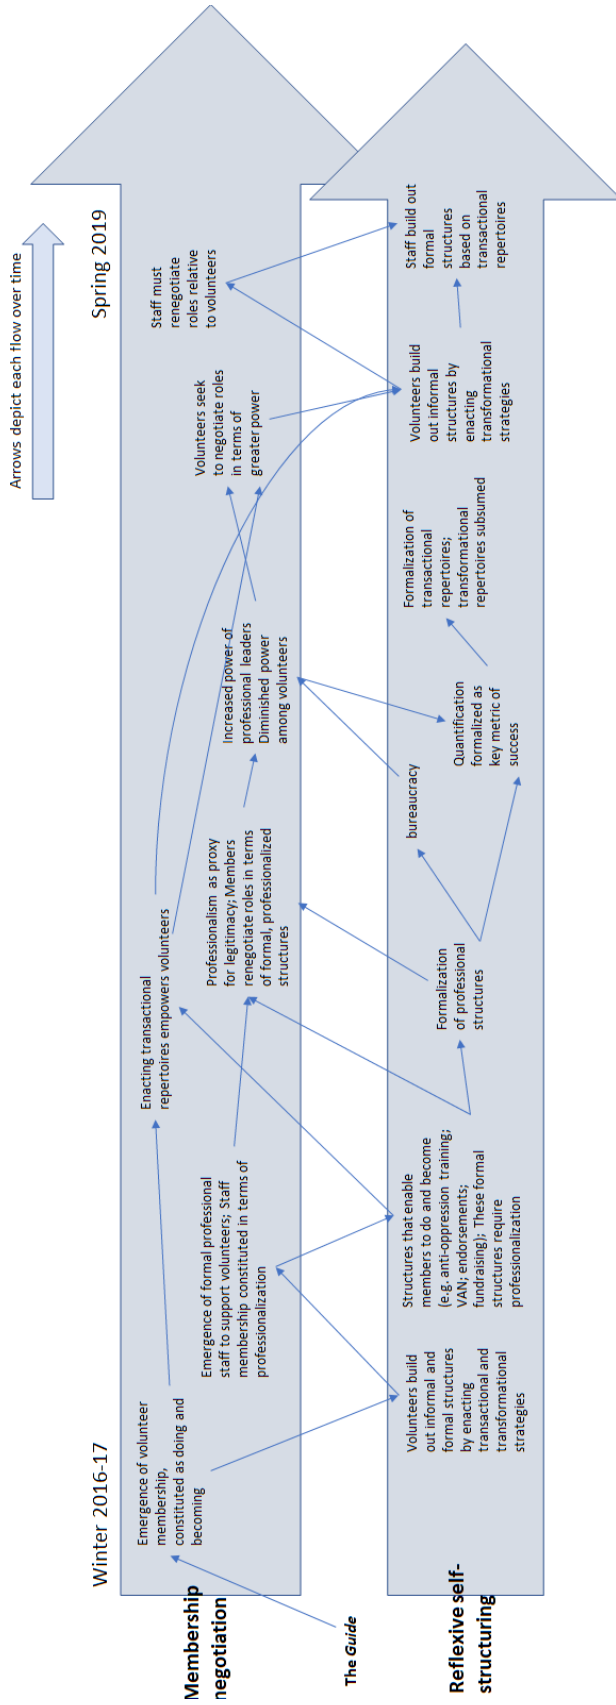 Arrows depict each flow over time
Winter 2016-17
Spring 2019
Membership
negotiation
Emergence of volunteer
membership,
constituted as doing and
becoming
Emergence of formal professional
staff to support volunteers; Staff
membership constituted in terms of
professionalization
Enacting transactional
repertoires empowers volunteers
Professionalism as proxy
for legitimacy; Members
renegotiate roles in terms
of formal, professionalized
structures
Increased power of
professional leaders
Diminished power
among volunteers
Volunteers seek
to negotiate roles
in terms of
greater power
Staff must
renegotiate
roles relative
to volunteers
The Guide
Reflexive self-
structuring
Volunteers build
out informal and
formal structures
by enacting
transactional and
transformational
strategies
Structures that enable
members to do and become
(e.g. anti-oppression training;
VAN; endorsements;
fundraising); These formal
structures require
professionalization
Formalization
of professional
structures
bureaucracy
Quantification
formalized as
key metric of
success
Formalization of
transactional
repertoires;
transformational
repertoires subsumed
Volunteers build
out informal
structures by
enacting
transformational
strategies
Staff build out
formal
structures
based on
transactional
repertoires